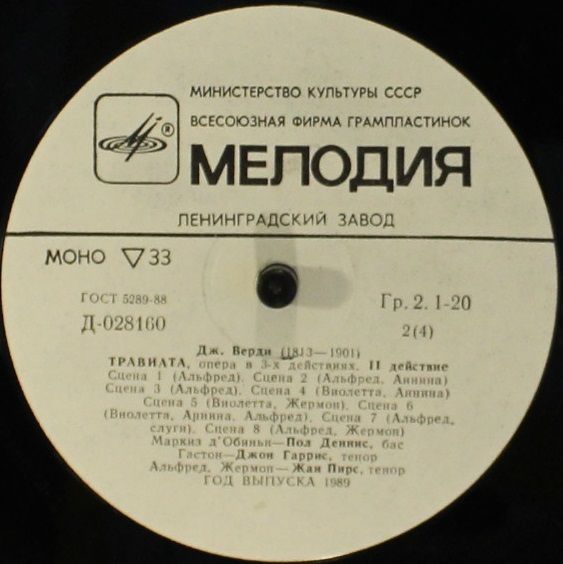 МИНИСТЕРСТВО КУЛЬТУРЫ СССР
ВСЕСОЮЗНАЯ ФИРМА ГРАМПЛАСТИНОК
®
МЕЛОДИЯ
ЛЕНИНГРАДСКИЙ ЗАВОД
МОНО ▽ 33
ГОСТ 5289-88
Гр. 2. 1-20
Д-028160
2(4)
Дж. Верди (1813—1901)
ТРАВИАТА, опера в 3-х действиях. II действие
Сцена 1 (Альфред). Сцена 2 (Альфред, Аннина)
Сцена 3 (Альфред). Сцена 4 (Виолетта, Аннина)
Сцена 5 (Виолетта, Жермон). Сцена 6
(Виолетта, Аннина, Альфред). Сцена 7 (Альфред,
слуги). Сцена 8 (Альфред, Жермон)
Маркиз д'Обиньи—Пол Деннис, бас
Гастон—Джон Гаррис, тенор
Альфред, Жермон—Жан Пирс, тенор
ГОД ВЫПУСКА 1989